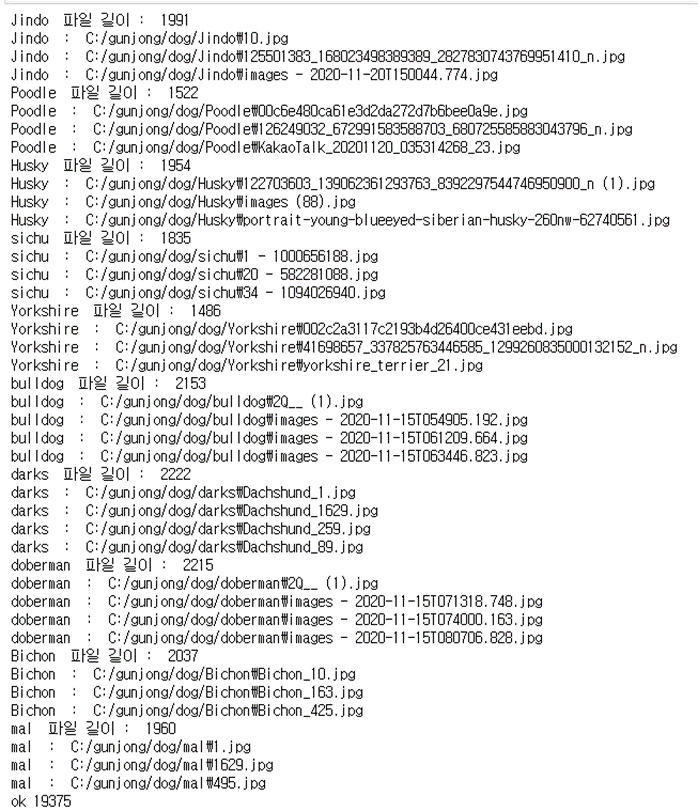 Jindo  파일 길이 :  1991
Jindo  :  C:/gunjong/dog/Jindo₩10.jpg
Jindo  :  C:/gunjong/dog/Jindo₩125501383_168023498389389_2827830743769951410_n.jpg
Jindo  :  C:/gunjong/dog/Jindo₩images - 2020-11-20T150044.774.jpg
Poodle  파일 길이 :  1522
Poodle  :  C:/gunjong/dog/Poodle₩00c6e480ca61e3d2da272d7b6bee0a9e.jpg
Poodle  :  C:/gunjong/dog/Poodle₩126249032_672991583588703_680725585883043796_n.jpg
Poodle  :  C:/gunjong/dog/Poodle₩KakaoTalk_20201120_035314268_23.jpg
Husky  파일 길이 :  1954
Husky  :  C:/gunjong/dog/Husky₩122703603_139062361293763_8392297544746950900_n (1).jpg
Husky  :  C:/gunjong/dog/Husky₩images (88).jpg
Husky  :  C:/gunjong/dog/Husky₩portrait-young-blueeyed-siberian-husky-260nw-62740561.jpg
sichu  파일 길이 :  1835
sichu  :  C:/gunjong/dog/sichu₩1 - 1000656188.jpg
sichu  :  C:/gunjong/dog/sichu₩20 - 582281088.jpg
sichu  :  C:/gunjong/dog/sichu₩34 - 1094026940.jpg
Yorkshire  파일 길이 :  1486
Yorkshire  :  C:/gunjong/dog/Yorkshire₩002c2a3117c2193b4d26400ce431eebd.jpg
Yorkshire  :  C:/gunjong/dog/Yorkshire₩41698657_337825763446585_1299260835000132152_n.jpg
Yorkshire  :  C:/gunjong/dog/Yorkshire₩yorkshire_terrier_21.jpg
bulldog  파일 길이 :  2153
bulldog  :  C:/gunjong/dog/bulldog₩2Q__ (1).jpg
bulldog  :  C:/gunjong/dog/bulldog₩images - 2020-11-15T054905.192.jpg
bulldog  :  C:/gunjong/dog/bulldog₩images - 2020-11-15T061209.664.jpg
bulldog  :  C:/gunjong/dog/bulldog₩images - 2020-11-15T063446.823.jpg
darks  파일 길이 :  2222
darks  :  C:/gunjong/dog/darks₩Dachshund_1.jpg
darks  :  C:/gunjong/dog/darks₩Dachshund_1629.jpg
darks  :  C:/gunjong/dog/darks₩Dachshund_259.jpg
darks  :  C:/gunjong/dog/darks₩Dachshund_89.jpg
doberman  파일 길이 :  2215
doberman  :  C:/gunjong/dog/doberman₩2Q__ (1).jpg
doberman  :  C:/gunjong/dog/doberman₩images - 2020-11-15T071318.748.jpg
doberman  :  C:/gunjong/dog/doberman₩images - 2020-11-15T074000.163.jpg
doberman  :  C:/gunjong/dog/doberman₩images - 2020-11-15T080706.828.jpg
Bichon  파일 길이 :  2037
Bichon  :  C:/gunjong/dog/Bichon₩Bichon_10.jpg
Bichon  :  C:/gunjong/dog/Bichon₩Bichon_163.jpg
Bichon  :  C:/gunjong/dog/Bichon₩Bichon_425.jpg
mal  파일 길이 :  1960
mal  :  C:/gunjong/dog/mal₩1.jpg
mal  :  C:/gunjong/dog/mal₩1629.jpg
mal  :  C:/gunjong/dog/mal₩495.jpg
ok 19375